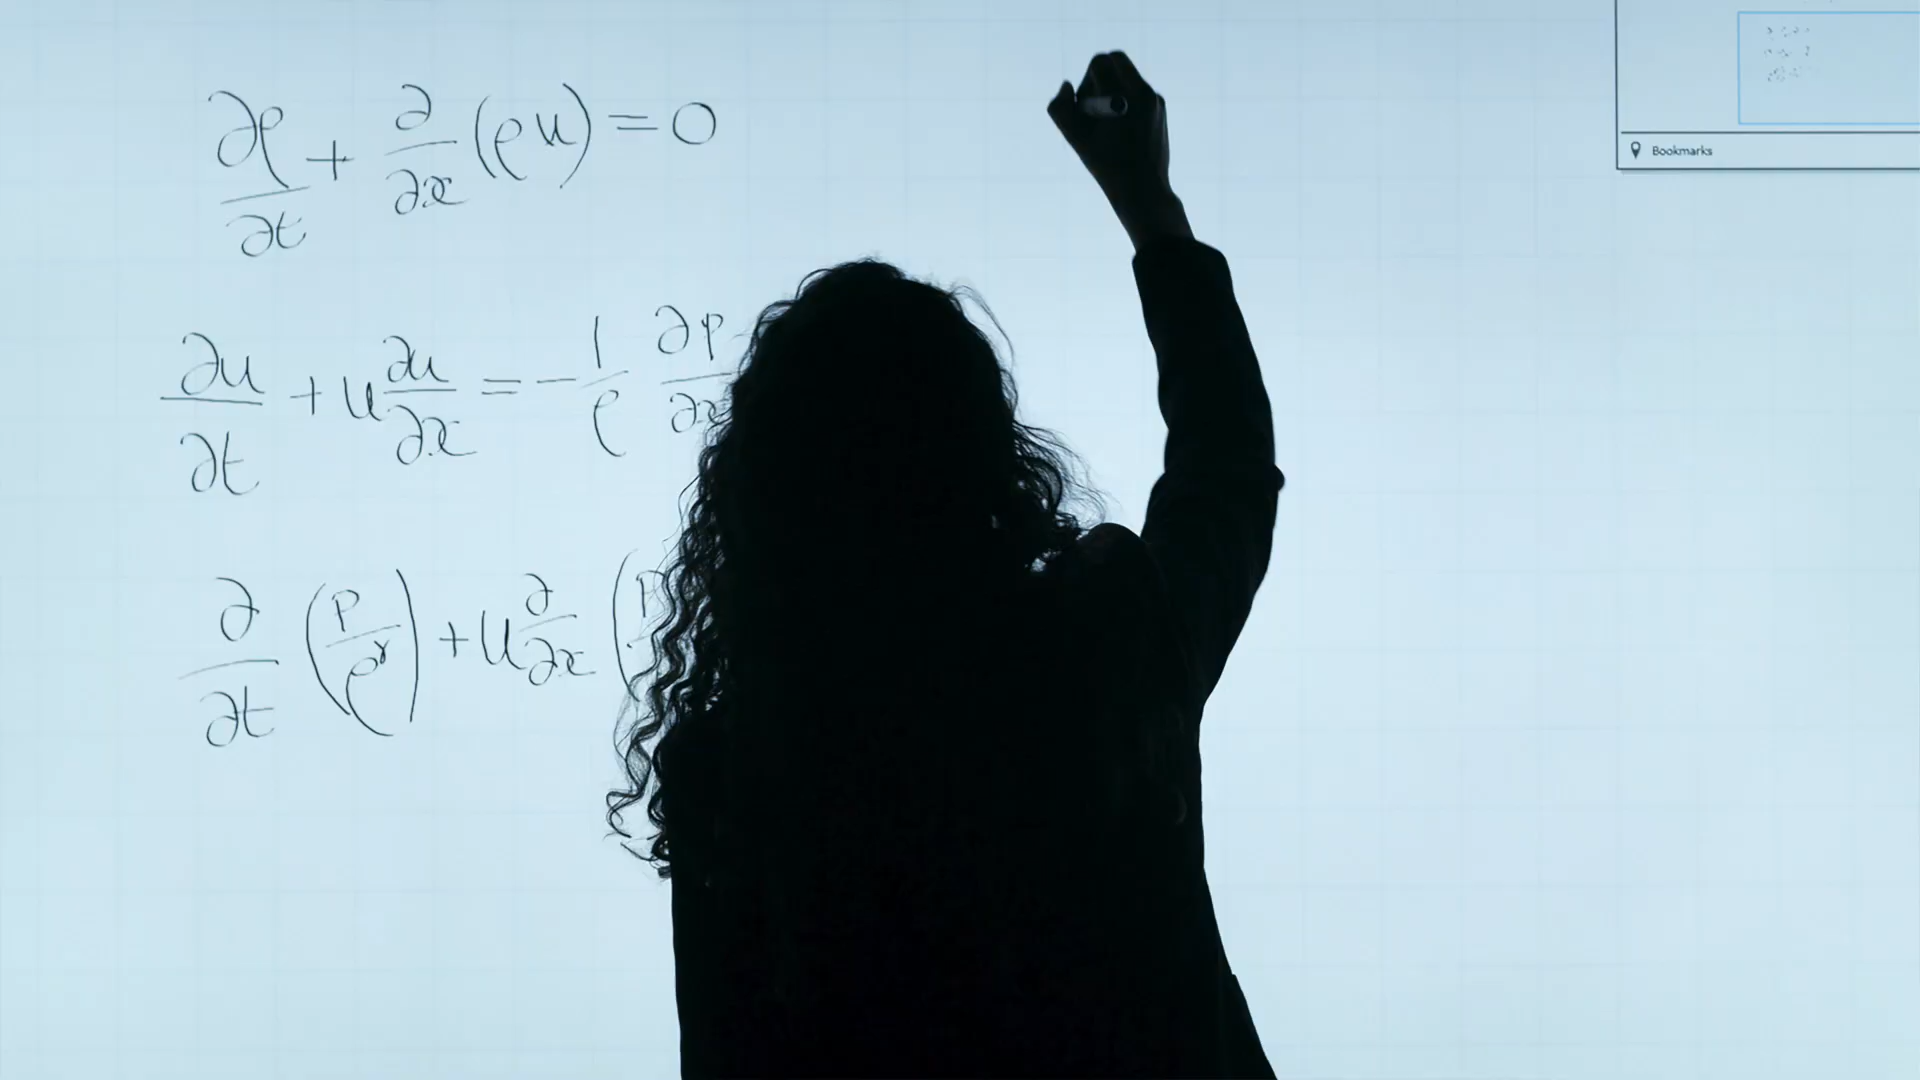 ∂ρ/∂t + ∂/∂x (ρu) = 0
∂u/∂t + u ∂u/∂x = - 1/ρ ∂p/∂x
∂/∂t (p/ρ^γ) + u ∂/∂x (p
Bookmarks